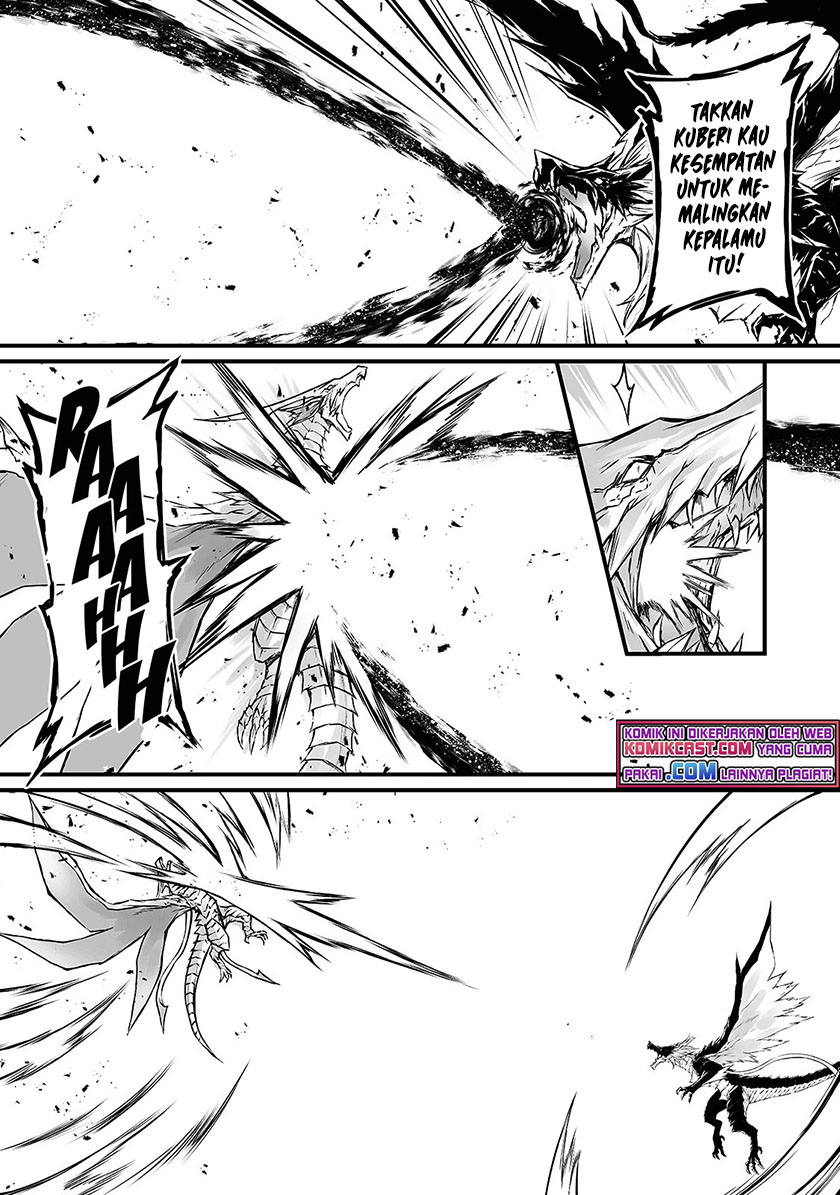 TAKKAN
KUBERI KAU
KESEMPATAN
UNTUK ME-
MALINGKAN
KEPALAMU
ITU!
RAAAAAHHH
KOMIK INI DIKERJAKAN OLEH WEB
KOMIKCAST.COM YANG CUMA
PAKAI .COM LAINNYA PLAGIAT!